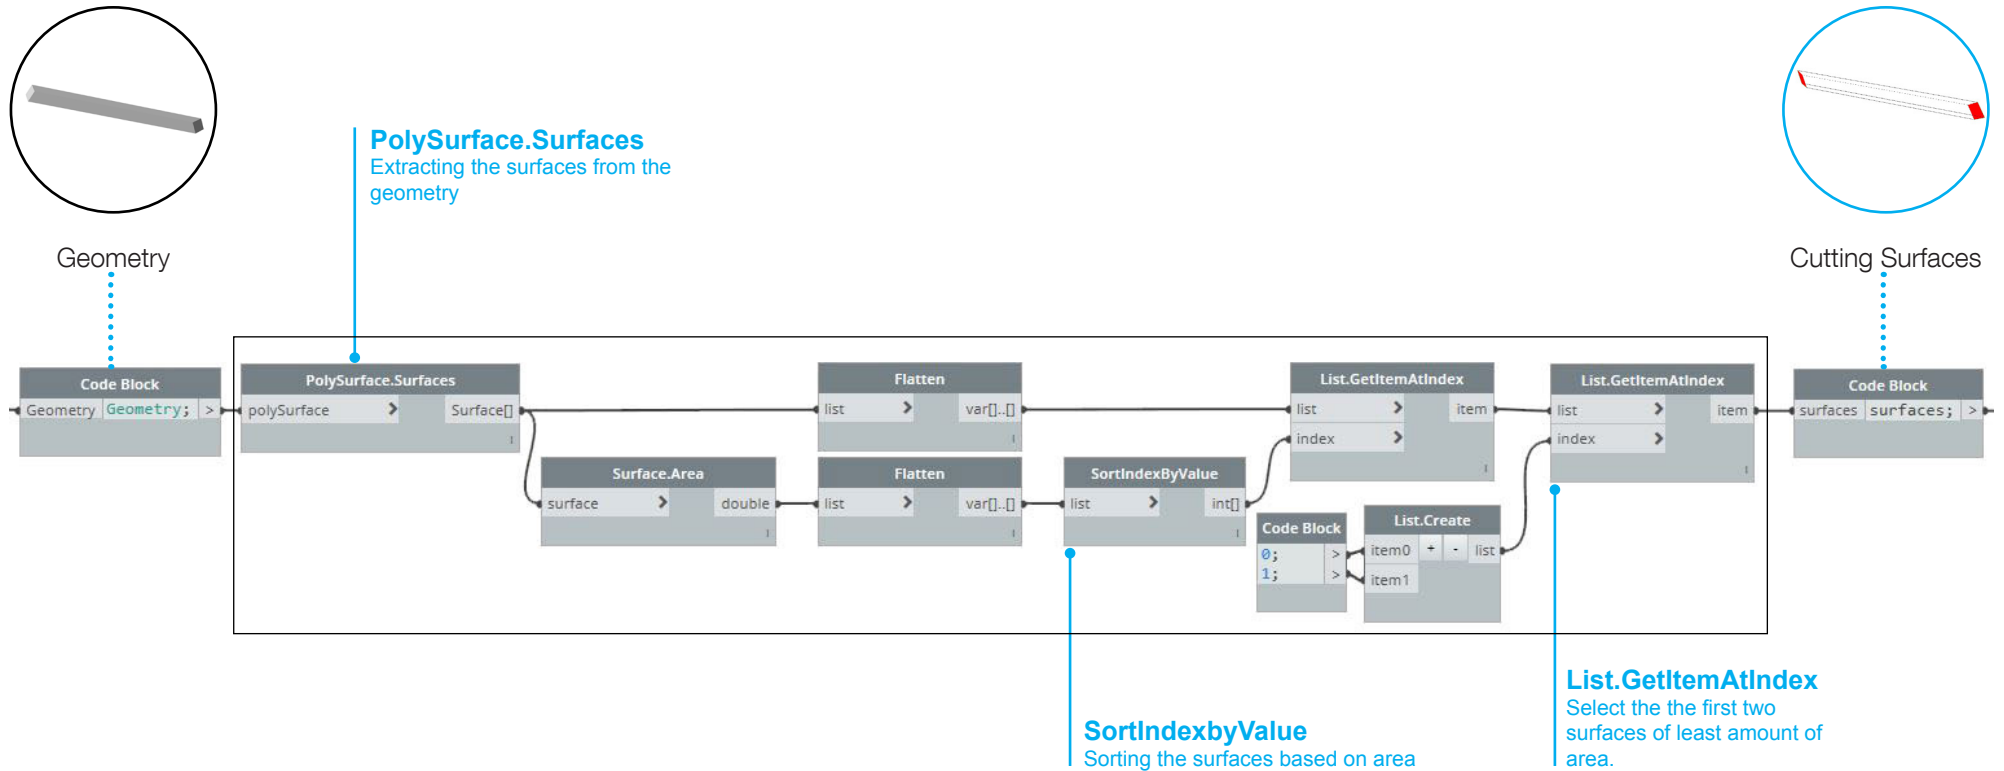 PolySurface.Surfaces
Extracting the surfaces from the
geometry
Geometry
Cutting Surfaces
Code Block
Geometry Geometry; >
PolySurface.Surfaces
polySurface > Surface[]
Flatten
list > var[]..[]
List.GetItemAtIndex
list > item
index >
List.GetItemAtIndex
list > item
index >
Code Block
surfaces surfaces; >
Surface.Area
surface > double
Flatten
list > var[]..[]
SortIndexByValue
list > int[]
Code Block
0; >
1; >
List.Create
item0 + - list
item1
List.GetItemAtIndex
Select the the first two
surfaces of least amount of
area.
SortIndexbyValue
Sorting the surfaces based on area